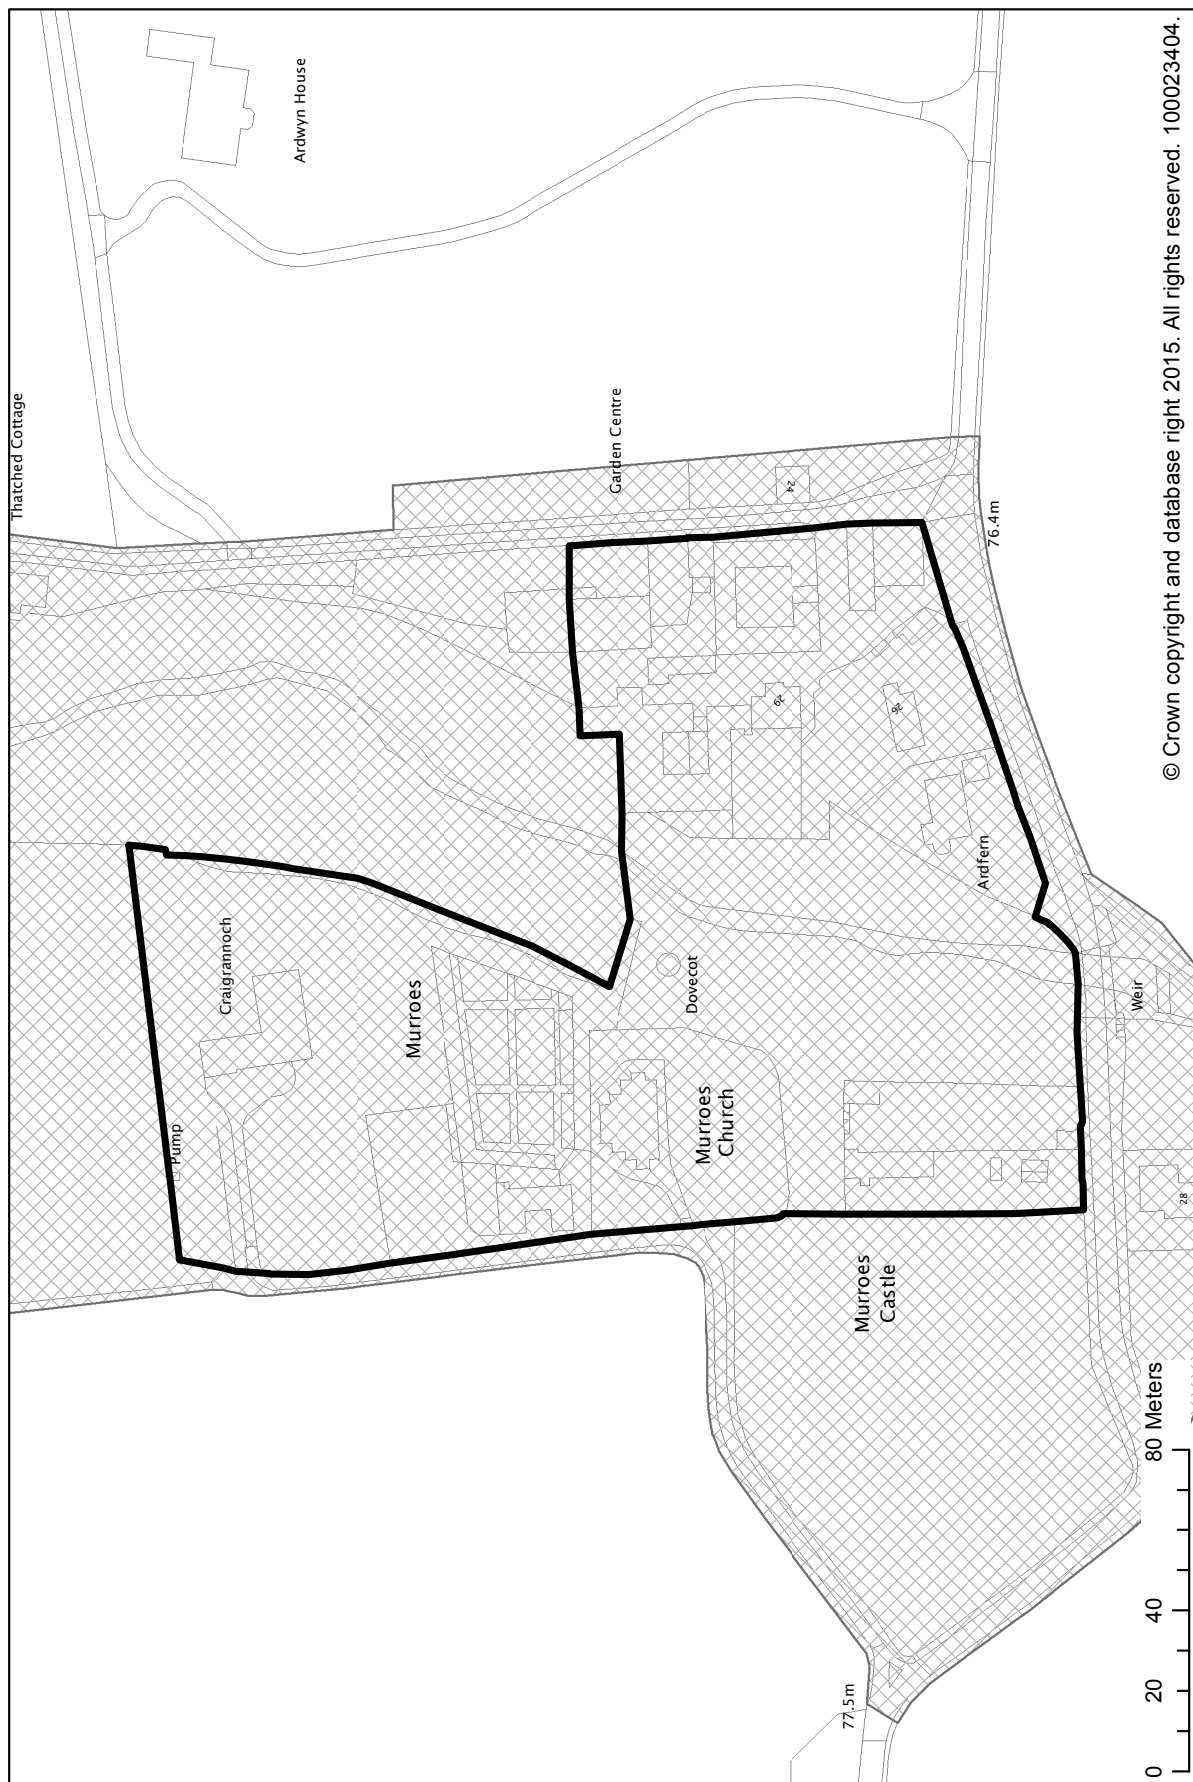 Thatched Cottage
Ardwyn House
Garden Centre
24
76.4m
Craigrannoch
Pump
Murroes
29
26
Ardfern
Dovecot
Murroes
Church
Weir
28
Murroes
Castle
77.5m
0 20 40 80 Meters
© Crown copyright and database right 2015. All rights reserved. 100023404.